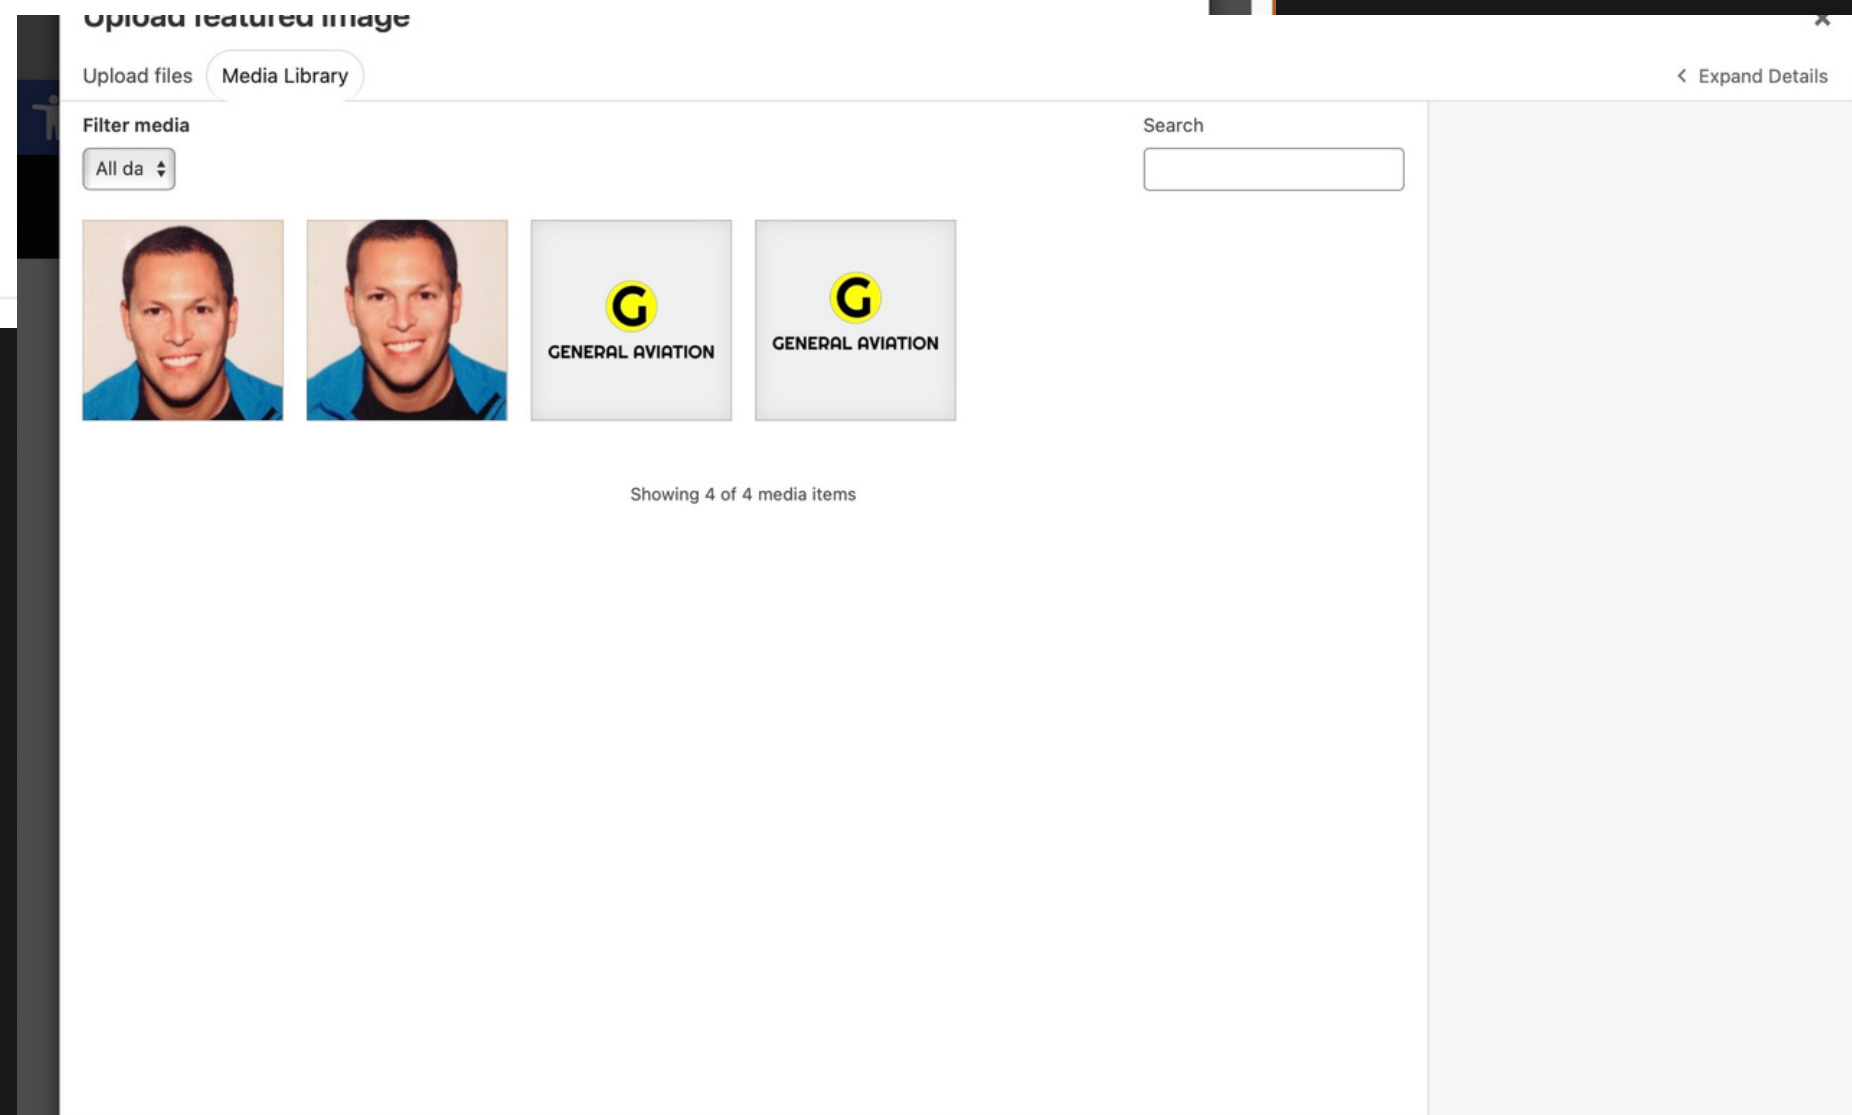 Upload featured image
Upload files
Media Library
Expand Details
Filter media
Search
All da
G
GENERAL AVIATION
G
GENERAL AVIATION
Showing 4 of 4 media items